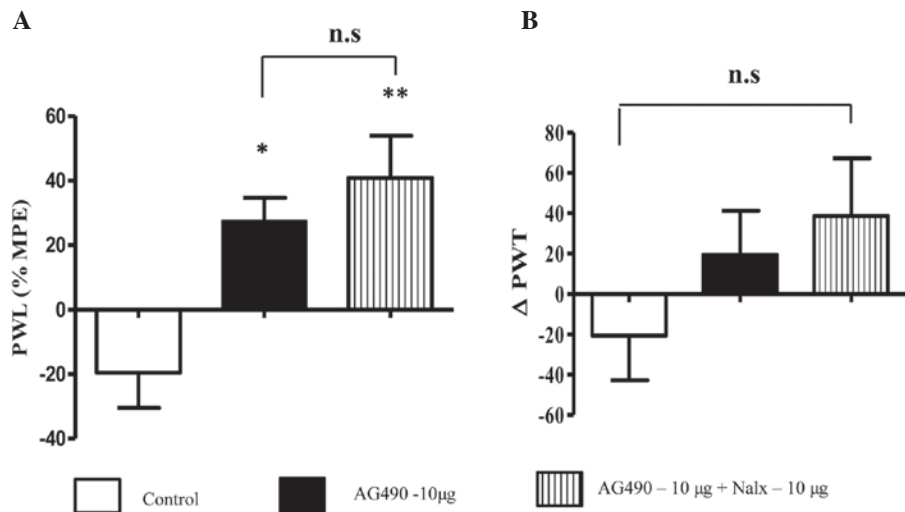 A
B
n.s
n.s
**
*
PWL (% MPE)
60
40
20
0
-20
-40
Δ PWT
80
60
40
20
0
-20
-40
-60
Control
AG490 -10µg
AG490 – 10 µg + Nalx – 10 µg